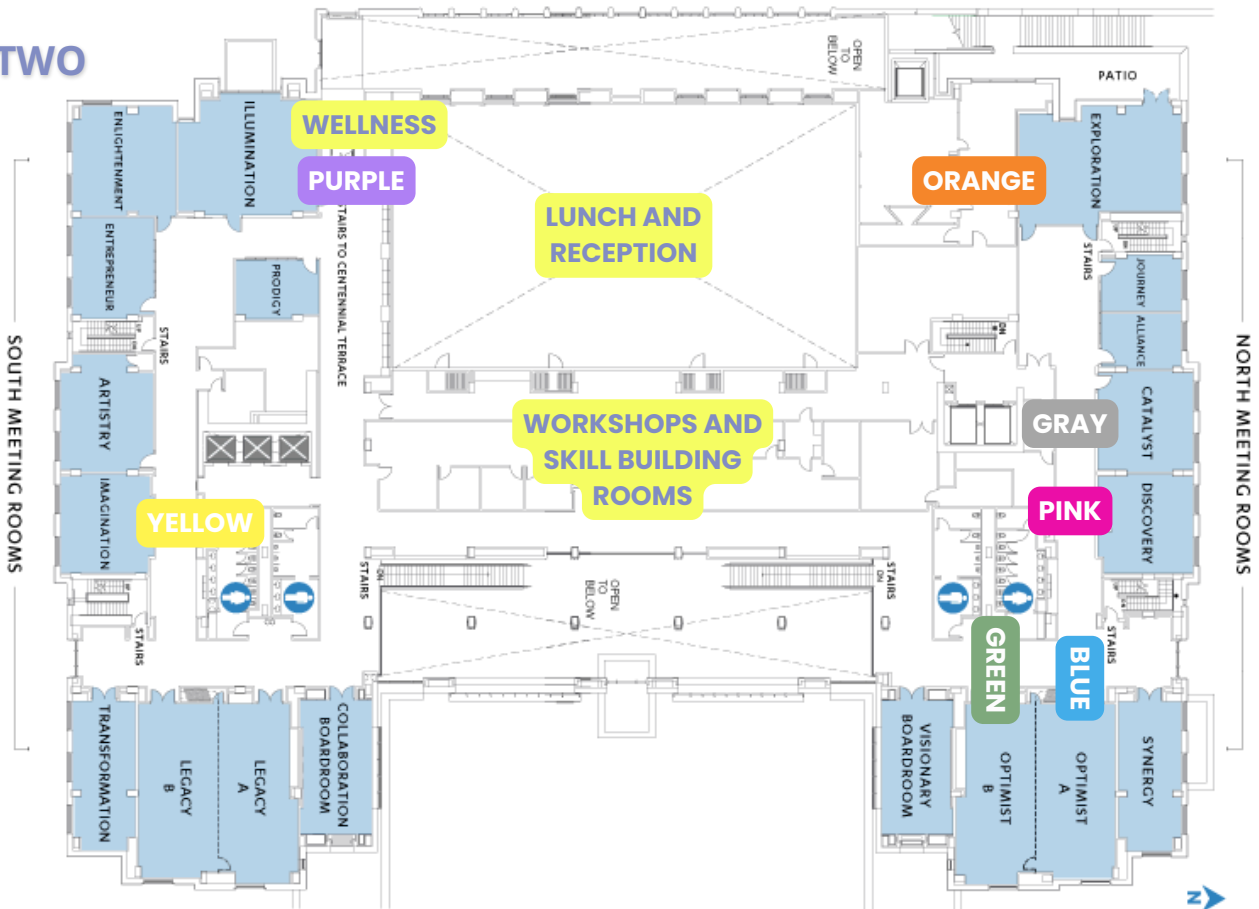 TWO
OPEN
TO
BELOW
PATIO
ENLIGHTENMENT
ILLUMINATION
WELLNESS
PURPLE
STAIRS TO CENTENNIAL TERRACE
LUNCH AND
RECEPTION
ORANGE
EXPLORATION
ENTREPRENEUR
PRODIGY
STAIRS
STAIRS
JOURNEY
ALLIANCE
DN
SOUTH MEETING ROOMS
NORTH MEETING ROOMS
ARTISTRY
WORKSHOPS AND
SKILL BUILDING
ROOMS
GRAY
CATALYST
IMAGINATION
YELLOW
PINK
DISCOVERY
STAIRS
DN
OPEN
TO
BELOW
DN
STAIRS
STAIRS
STAIRS
GREEN
BLUE
TRANSFORMATION
LEGACY
B
LEGACY
A
COLLABORATION
BOARDROOM
VISIONARY
BOARDROOM
OPTIMIST
B
OPTIMIST
A
SYNERGY
N